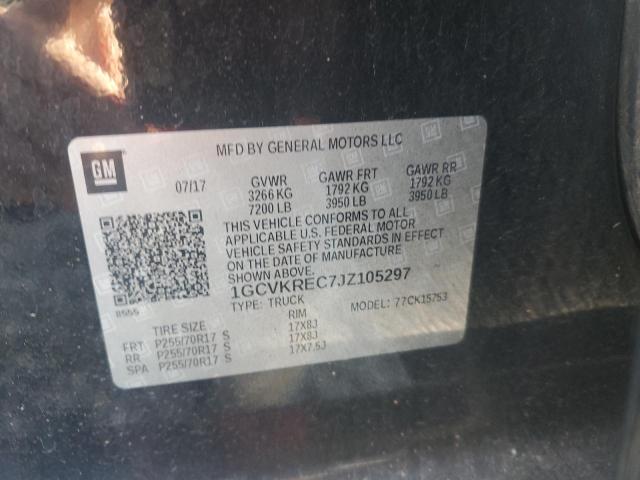 MFD BY GENERAL MOTORS LLC
GM
07/17
GVWR GAWR FRT GAWR RR
3266 KG 1792 KG 1792 KG
7200 LB 3950 LB 3950 LB
THIS VEHICLE CONFORMS TO ALL
APPLICABLE U.S. FEDERAL MOTOR
VEHICLE SAFETY STANDARDS IN EFFECT
ON THE DATE OF MANUFACTURE
SHOWN ABOVE.
1GCVKREC7JZ105297
TYPE: TRUCK MODEL: 77CK15753
8555
TIRE SIZE RIM
FRT P255/70R17 S 17X8J
RR P255/70R17 S 17X8J
SPA P255/70R17 S 17X7.5J